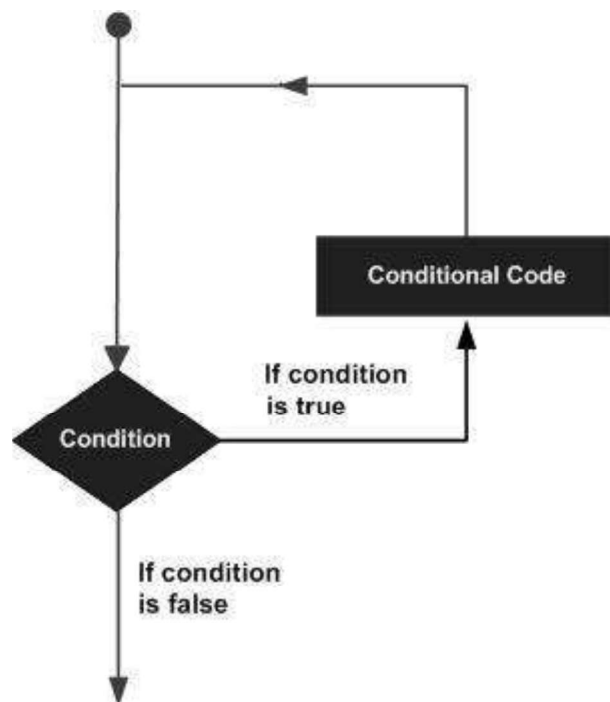 Conditional Code
If condition
is true
Condition
If condition
is false